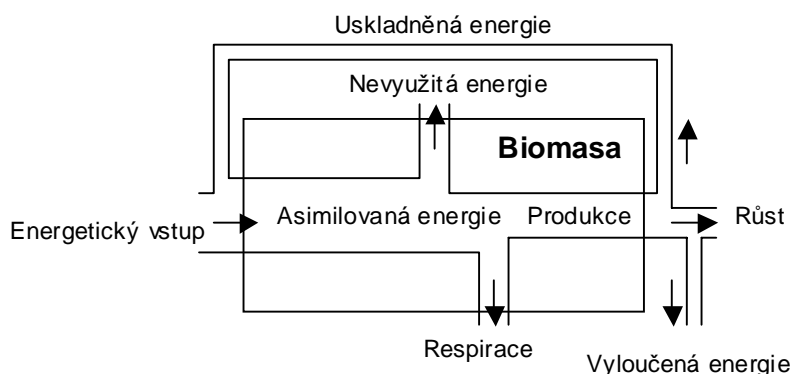 Uskladněná energie
Nevyužitá energie
Biomasa
Asimilovaná energie
Produkce
Růst
Energetický vstup
Respirace
Vyloučená energie